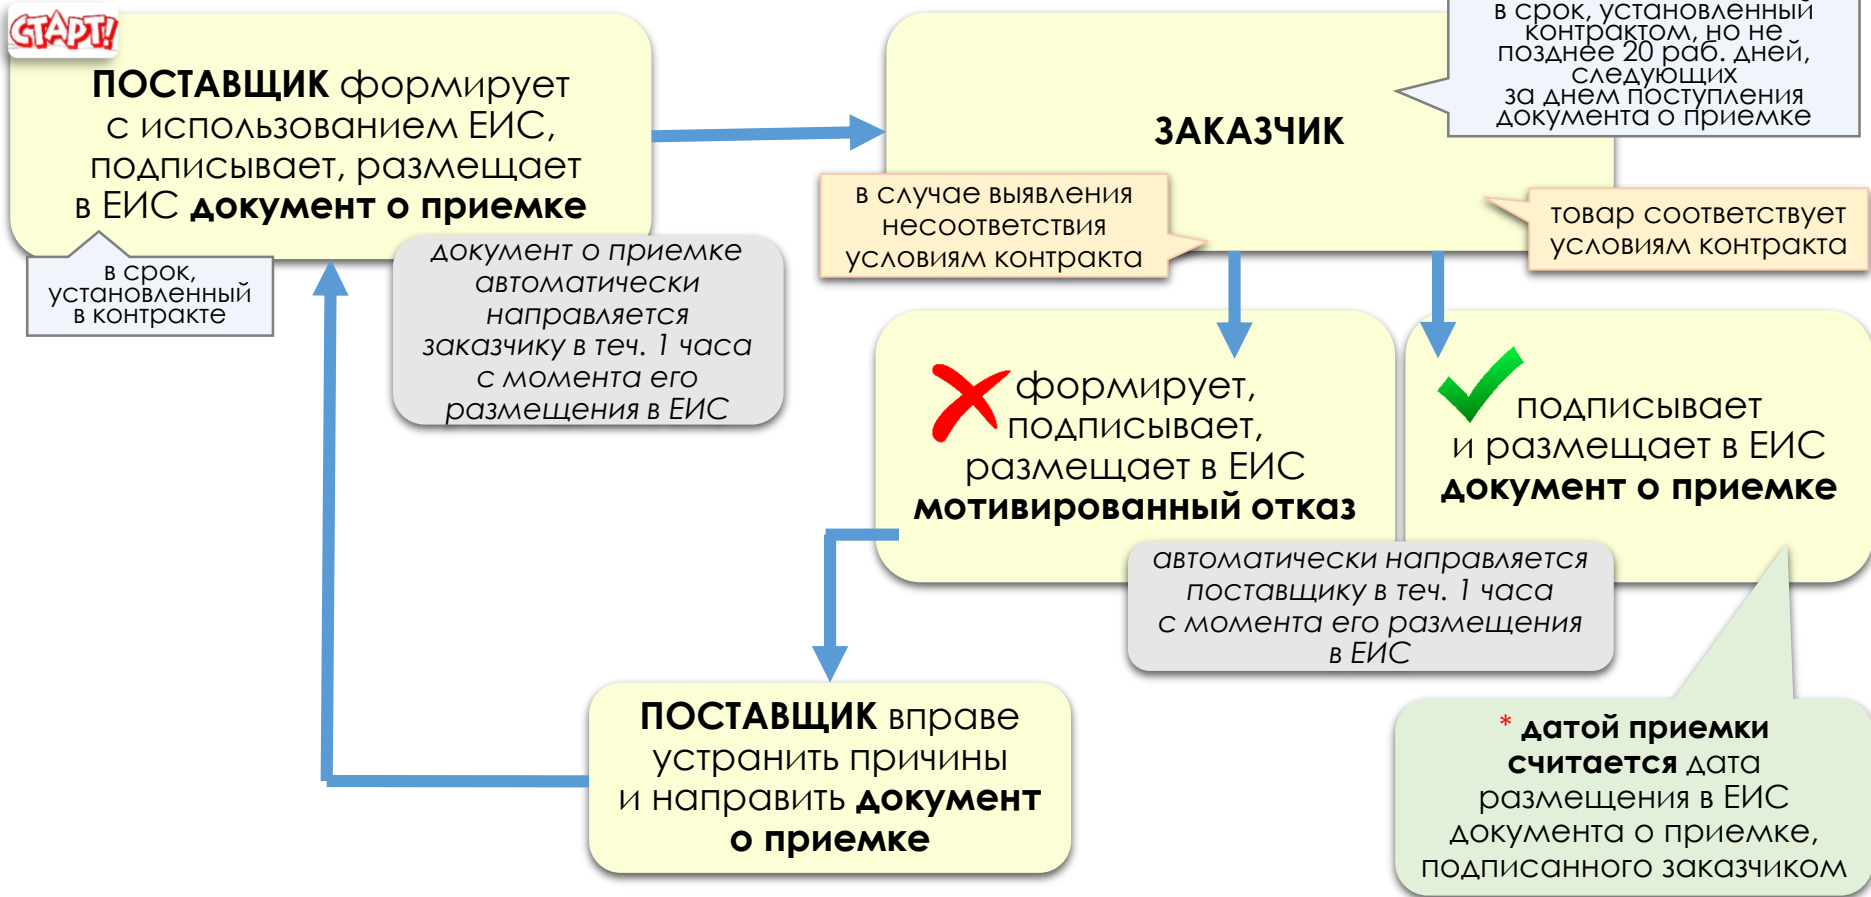 СТАРТ!
ПОСТАВЩИК формирует
с использованием ЕИС,
подписывает, размещает
в ЕИС документ о приемке
в срок,
установленный
в контракте
документ о приемке
автоматически
направляется
заказчику в теч. 1 часа
с момента его
размещения в ЕИС
ЗАКАЗЧИК
в срок, установленный
контрактом, но не
позднее 20 раб. дней,
следующих
за днем поступления
документа о приемке
в случае выявления
несоответствия
условиям контракта
товар соответствует
условиям контракта
формирует,
подписывает,
размещает в ЕИС
мотивированный отказ
подписывает
и размещает в ЕИС
документ о приемке
автоматически направляется
поставщику в теч. 1 часа
с момента его размещения
в ЕИС
ПОСТАВЩИК вправе
устранить причины
и направить документ
о приемке
* датой приемки
считается дата
размещения в ЕИС
документа о приемке,
подписанного заказчиком